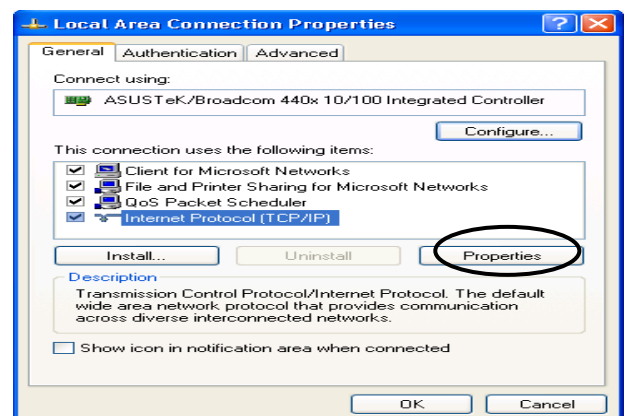 Local Area Connection Properties
General Authentication Advanced
Connect using:
ASUSTeK/Broadcom 440x 10/100 Integrated Controller
Configure...
This connection uses the following items:
Client for Microsoft Networks
File and Printer Sharing for Microsoft Networks
QoS Packet Scheduler
Internet Protocol (TCP/IP)
Install... Uninstall Properties
Description
Transmission Control Protocol/Internet Protocol. The default
wide area network protocol that provides communication
across diverse interconnected networks.
Show icon in notification area when connected
OK Cancel